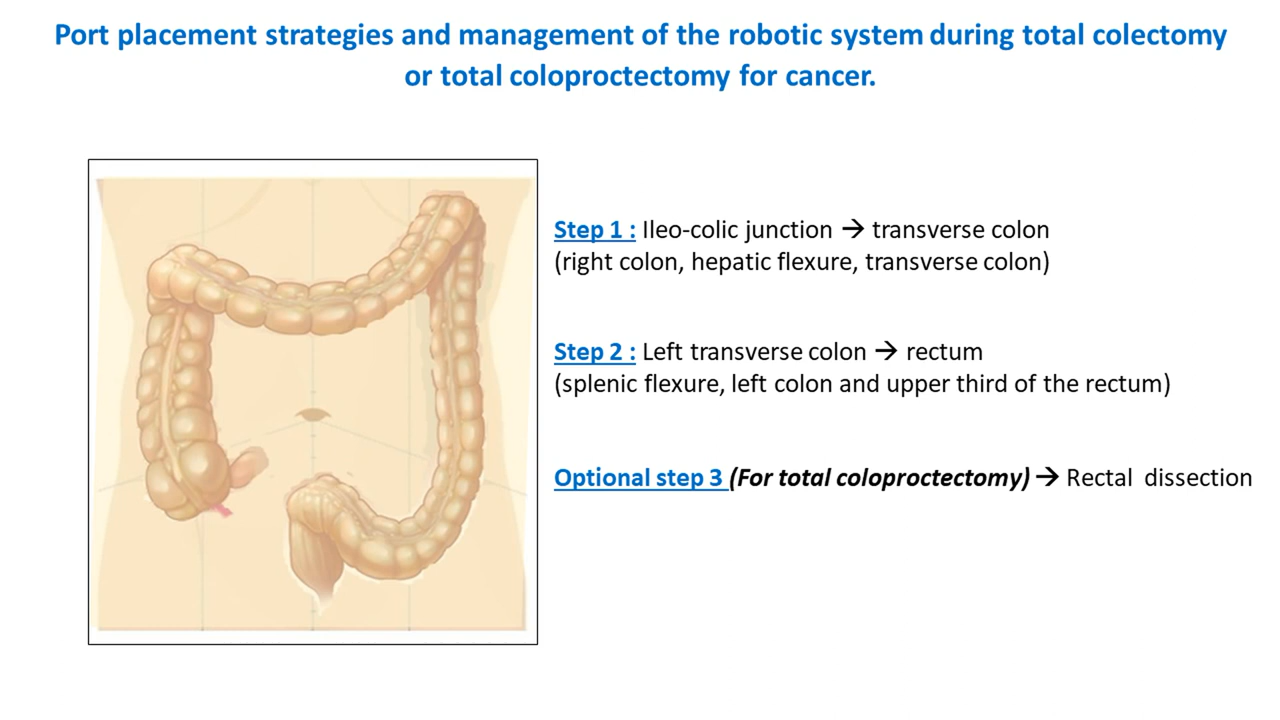 Port placement strategies and management of the robotic system during total colectomy
or total coloproctectomy for cancer.
Step 1 : Ileo-colic junction → transverse colon
(right colon, hepatic flexure, transverse colon)
Step 2 : Left transverse colon → rectum
(splenic flexure, left colon and upper third of the rectum)
Optional step 3 (For total coloproctectomy) → Rectal dissection